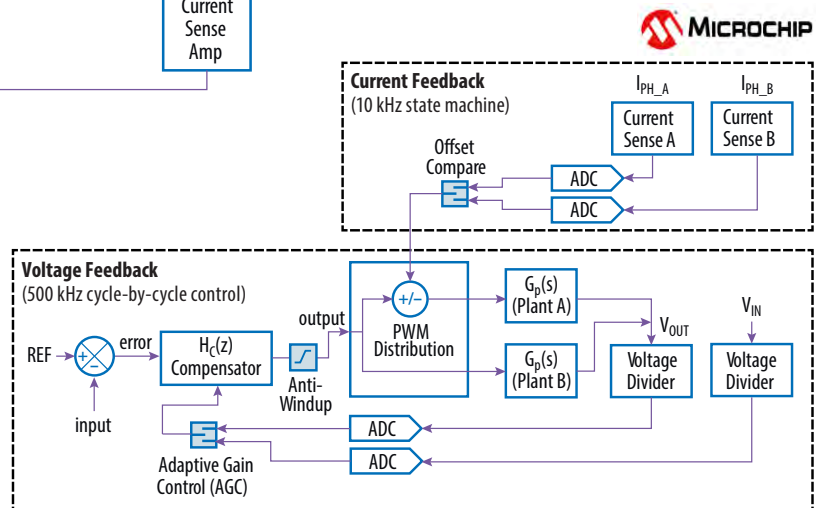 Current
Sense
Amp
MICROCHIP
Current Feedback
(10 kHz state machine)
I_PH_A
I_PH_B
Current
Sense A
Current
Sense B
Offset
Compare
ADC
ADC
Voltage Feedback
(500 kHz cycle-by-cycle control)
REF
+
−
error
input
H_C(z)
Compensator
Anti-
Windup
output
+/−
PWM
Distribution
G_p(s)
(Plant A)
G_p(s)
(Plant B)
V_OUT
V_IN
Voltage
Divider
Voltage
Divider
ADC
ADC
Adaptive Gain
Control (AGC)